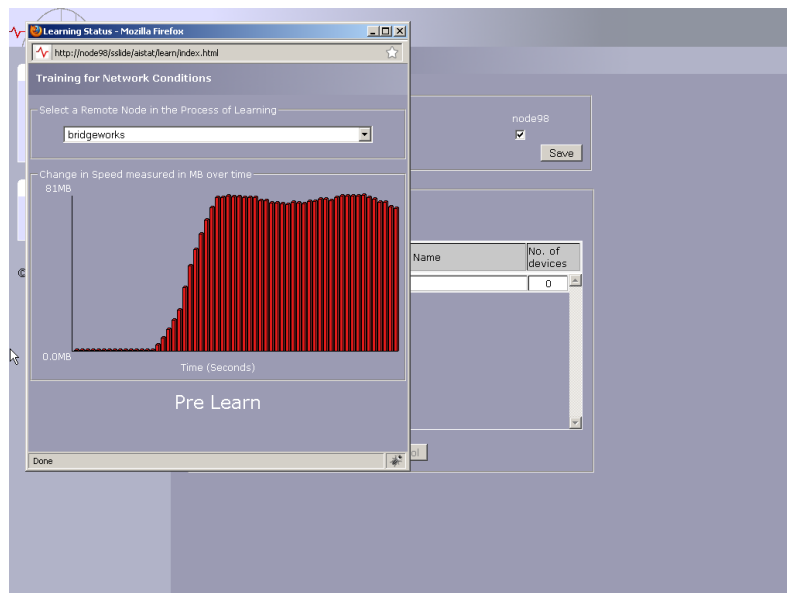 Learning Status - Mozilla Firefox
http://node98/sslide/aistat/learn/index.html
Training for Network Conditions
Select a Remote Node in the Process of Learning
bridgeworks
Change in Speed measured in MB over time
81MB
0.0MB
Time (Seconds)
Pre Learn
Done
node98
Save
Name
No. of
devices
0
©
ol